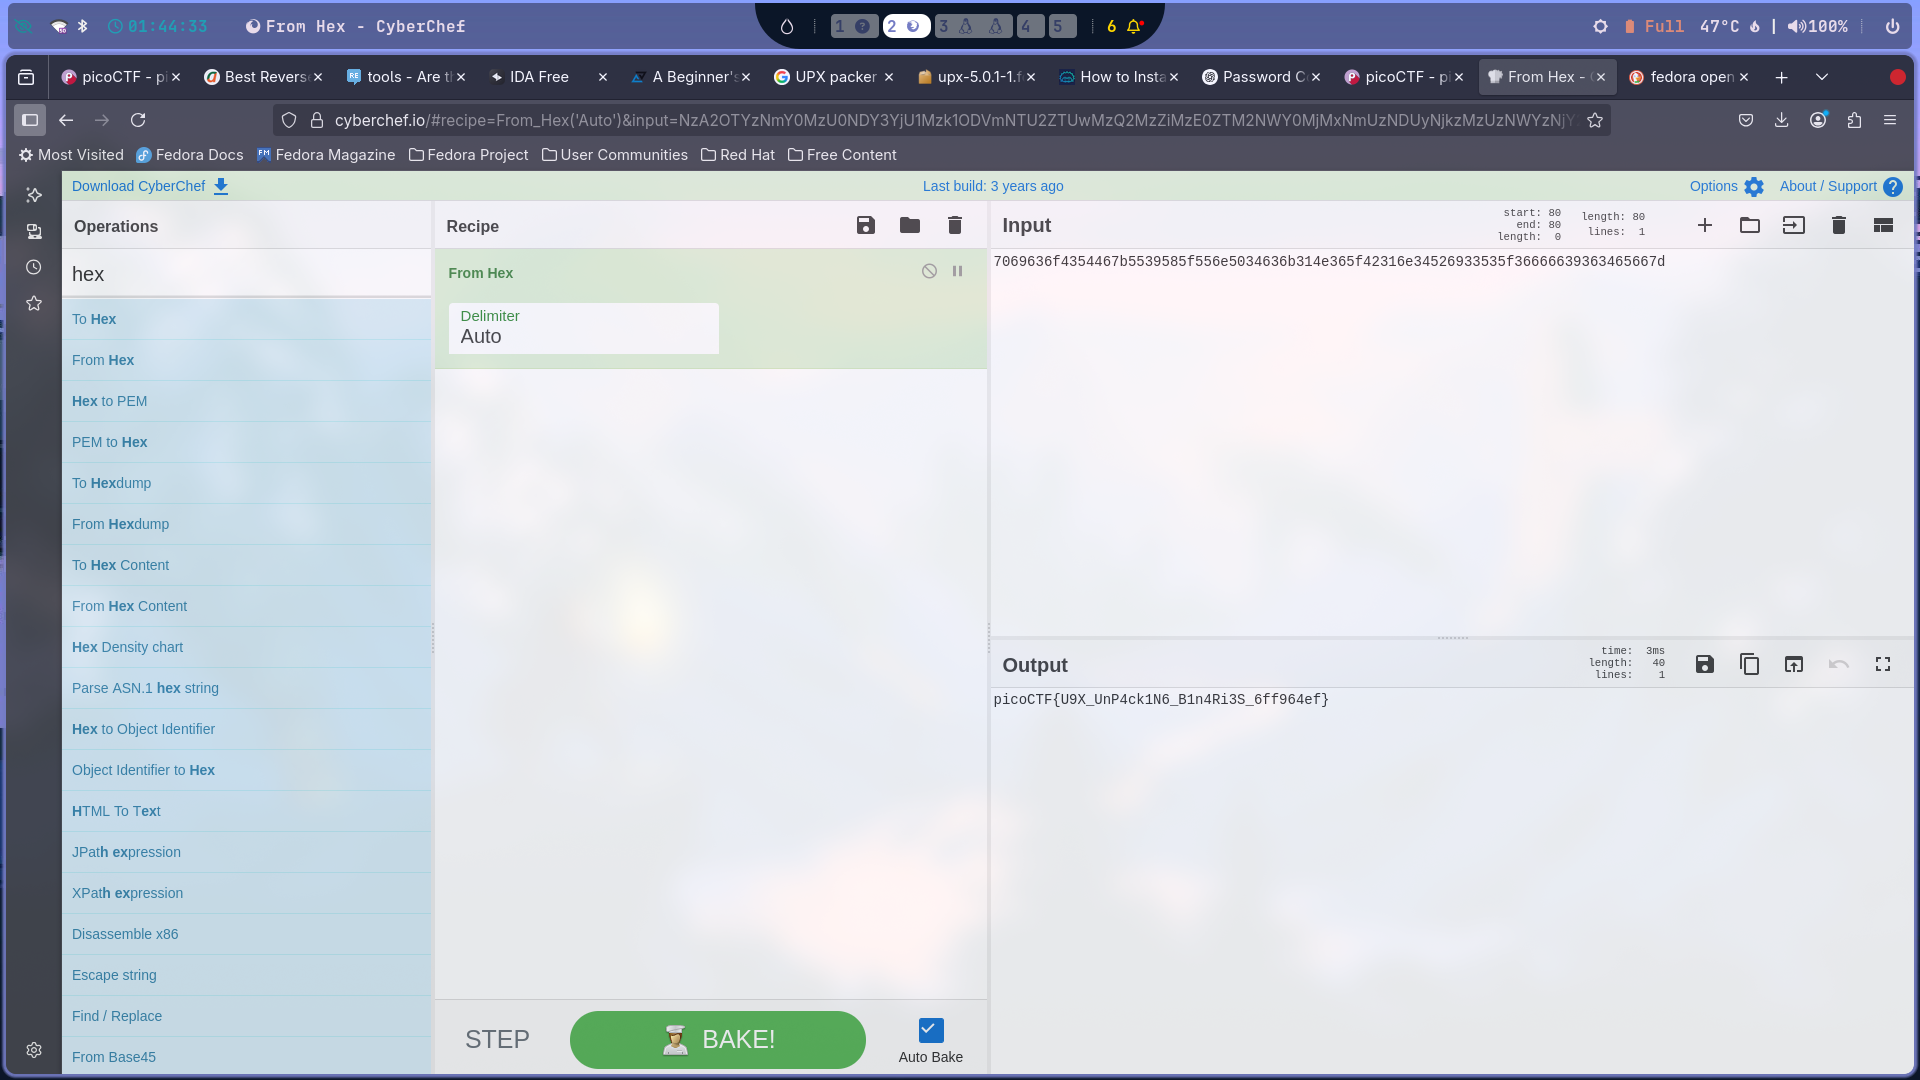 01:44:33
From Hex - CyberChef
1
2
3
4
5
6
Full
47°C
100%
picoCTF - pi
Best Revers
tools - Are th
IDA Free
A Beginner's
UPX packer
upx-5.0.1-1.f
How to Insta
Password C
picoCTF - pi
From Hex - C
fedora open
cyberchef.io/#recipe=From_Hex('Auto')&input=NzA2OTYzNmY0MzU0NDY3YjU1Mzk1ODVmNTU2ZTUwMzQ2MzZiMzE0ZTM2NWY0MjMxNmUzNDUyNjkzMzUzNWYzNjY
Most Visited
Fedora Docs
Fedora Magazine
Fedora Project
User Communities
Red Hat
Free Content
Download CyberChef
Last build: 3 years ago
Options
About / Support
Operations
hex
To Hex
From Hex
Hex to PEM
PEM to Hex
To Hexdump
From Hexdump
To Hex Content
From Hex Content
Hex Density chart
Parse ASN.1 hex string
Hex to Object Identifier
Object Identifier to Hex
HTML To Text
JPath expression
XPath expression
Disassemble x86
Escape string
Find / Replace
From Base45
Recipe
From Hex
Delimiter
Auto
STEP
BAKE!
Auto Bake
Input
start: 80
end: 80
length: 0
length: 80
lines: 1
7069636f4354467b5539585f556e5034636b314e365f42316e34526933535f36666639363465667d
Output
time: 3ms
length: 40
lines: 1
picoCTF{U9X_UnP4ck1N6_B1n4Ri3S_6ff964ef}